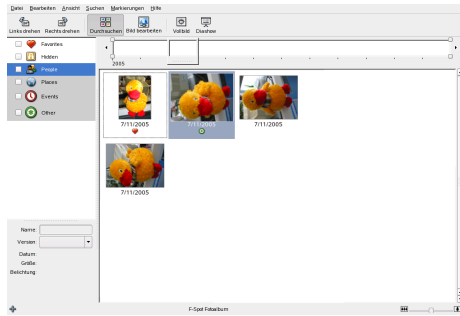 Datei Bearbeiten Ansicht Suchen Markierungen Hilfe
Links drehen Rechts drehen Durchsuchen Bild bearbeiten Vollbild Diashow
Favorites
Hidden
People
Places
Events
Other
2005
7/11/2005 7/11/2005 7/11/2005
7/11/2005
Name:
Version:
Datum:
Größe:
Belichtung:
F-Spot Fotoalbum